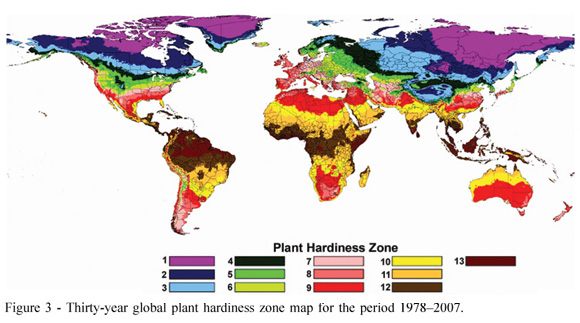 Plant Hardiness Zone
1 4 7 10 13
2 5 8 11
3 6 9 12
Figure 3 - Thirty-year global plant hardiness zone map for the period 1978–2007.